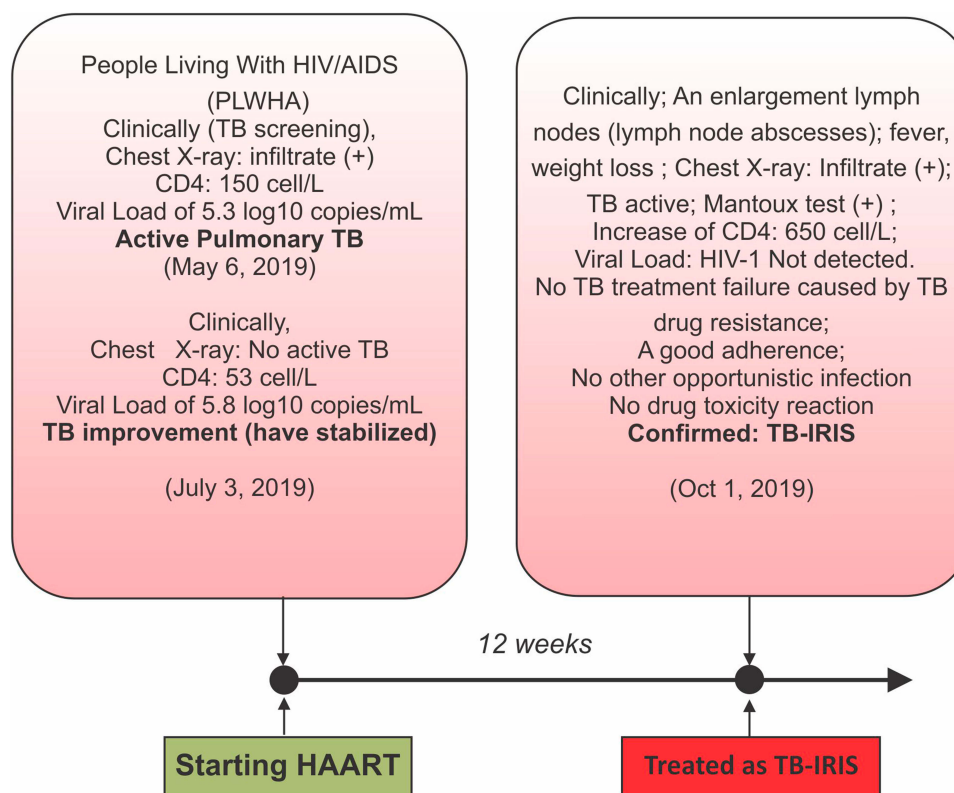 People Living With HIV/AIDS
(PLWHA)
Clinically (TB screening),
Chest X-ray: infiltrate (+)
CD4: 150 cell/L
Viral Load of 5.3 log10 copies/mL
Active Pulmonary TB
(May 6, 2019)
Clinically,
Chest X-ray: No active TB
CD4: 53 cell/L
Viral Load of 5.8 log10 copies/mL
TB improvement (have stabilized)
(July 3, 2019)
Clinically; An enlargement lymph
nodes (lymph node abscesses); fever,
weight loss ; Chest X-ray: Infiltrate (+);
TB active; Mantoux test (+) ;
Increase of CD4: 650 cell/L;
Viral Load: HIV-1 Not detected.
No TB treatment failure caused by TB
drug resistance;
A good adherence;
No other opportunistic infection
No drug toxicity reaction
Confirmed: TB-IRIS
(Oct 1, 2019)
12 weeks
Starting HAART
Treated as TB-IRIS